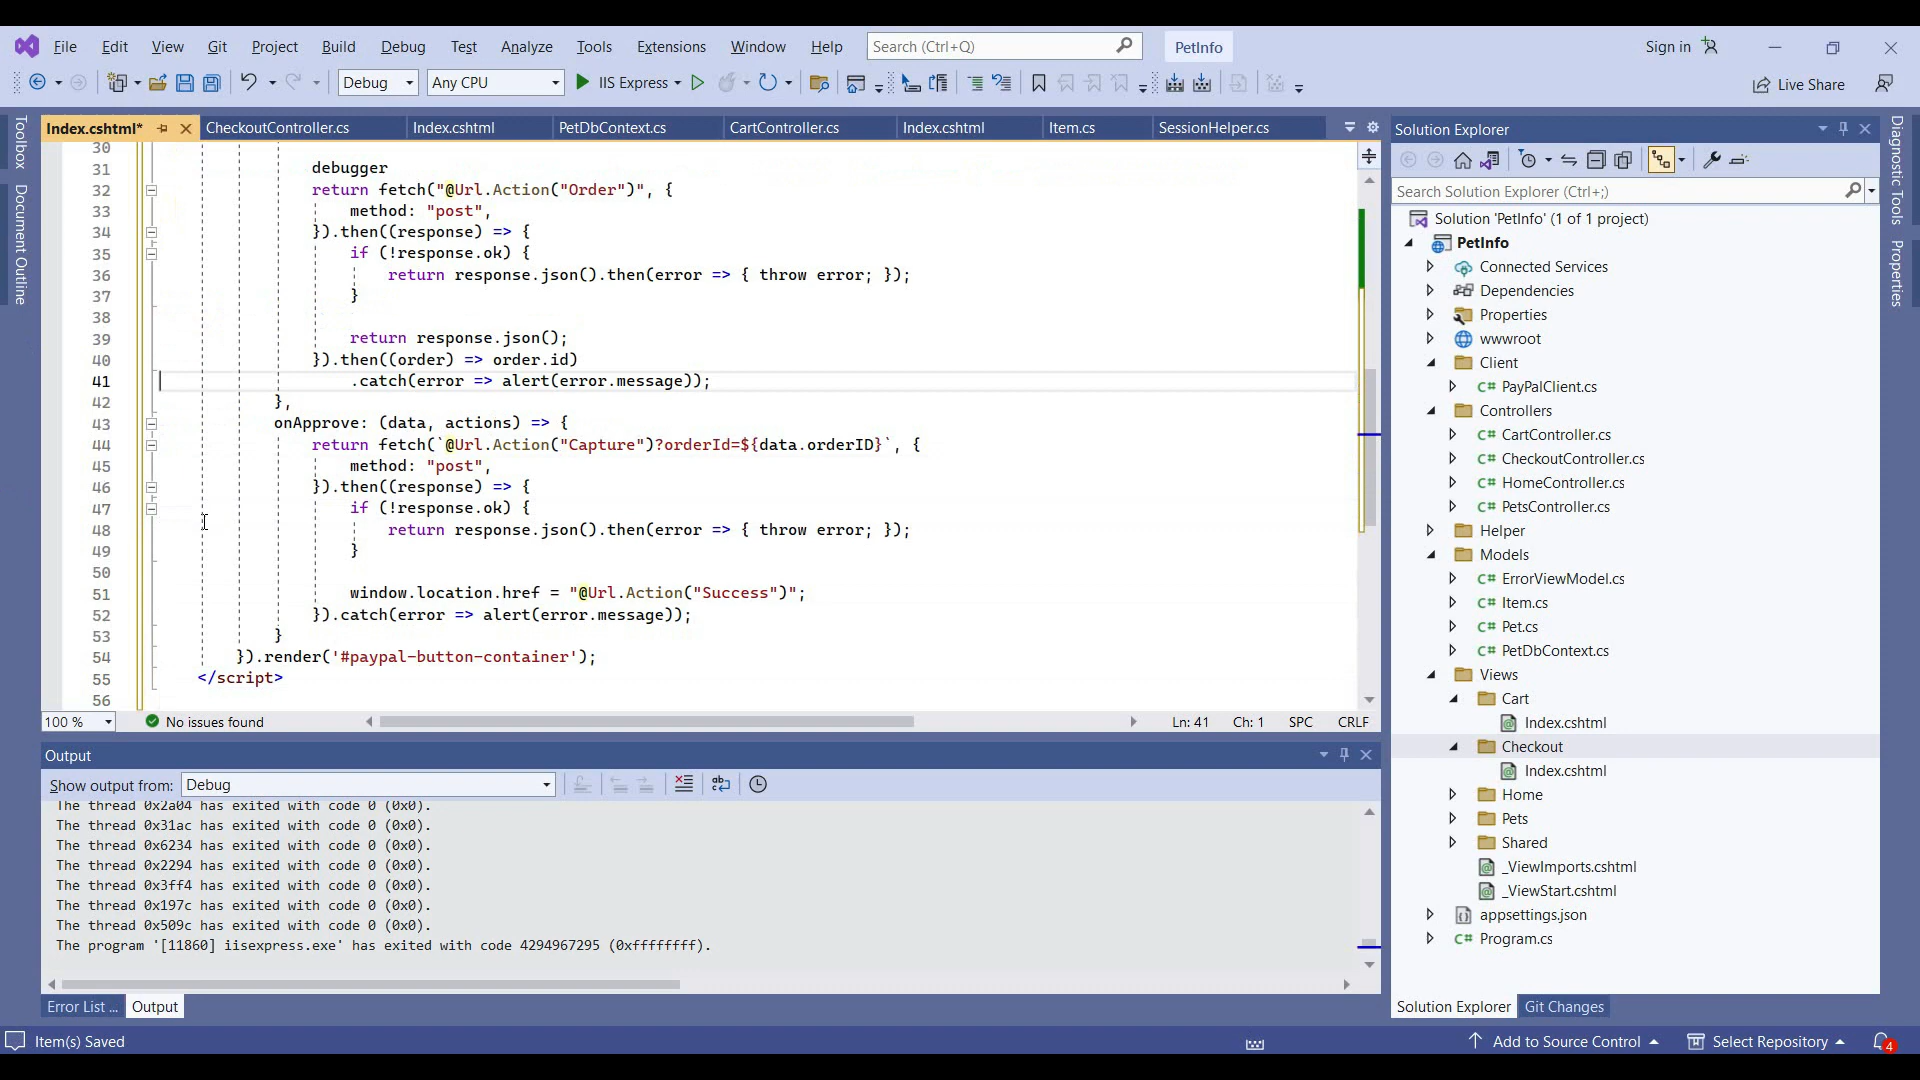 File Edit View Git Project Build Debug Test Analyze Tools Extensions Window Help Search (Ctrl+Q) PetInfo Sign in
Debug Any CPU IIS Express Live Share
Index.cshtml* CheckoutController.cs Index.cshtml PetDbContext.cs CartController.cs Index.cshtml Item.cs SessionHelper.cs
30
31 debugger
32 return fetch("@Url.Action("Order")", {
33 method: "post",
34 }).then((response) => {
35 if (!response.ok) {
36 return response.json().then(error => { throw error; });
37 }
38
39 return response.json();
40 }).then((order) => order.id)
41 .catch(error => alert(error.message));
42 },
43 onApprove: (data, actions) => {
44 return fetch(`@Url.Action("Capture")?orderId=${data.orderID}`, {
45 method: "post",
46 }).then((response) => {
47 if (!response.ok) {
48 return response.json().then(error => { throw error; });
49 }
50
51 window.location.href = "@Url.Action("Success")";
52 }).catch(error => alert(error.message));
53 }
54 }).render('#paypal-button-container');
55 </script>
56
100 % No issues found Ln: 41 Ch: 1 SPC CRLF
Output
Show output from: Debug
The thread 0x2a04 has exited with code 0 (0x0).
The thread 0x31ac has exited with code 0 (0x0).
The thread 0x6234 has exited with code 0 (0x0).
The thread 0x2294 has exited with code 0 (0x0).
The thread 0x3ff4 has exited with code 0 (0x0).
The thread 0x197c has exited with code 0 (0x0).
The thread 0x509c has exited with code 0 (0x0).
The program '[11860] iisexpress.exe' has exited with code 4294967295 (0xffffffff).
Error List ... Output
Toolbox
Document Outline
Solution Explorer
Search Solution Explorer (Ctrl+;)
Solution 'PetInfo' (1 of 1 project)
PetInfo
Connected Services
Dependencies
Properties
wwwroot
Client
C# PayPalClient.cs
Controllers
C# CartController.cs
C# CheckoutController.cs
C# HomeController.cs
C# PetsController.cs
Helper
Models
C# ErrorViewModel.cs
C# Item.cs
C# Pet.cs
C# PetDbContext.cs
Views
Cart
Index.cshtml
Checkout
Index.cshtml
Home
Pets
Shared
_ViewImports.cshtml
_ViewStart.cshtml
appsettings.json
C# Program.cs
Solution Explorer Git Changes
Diagnostic Tools
Properties
Item(s) Saved Add to Source Control Select Repository 4